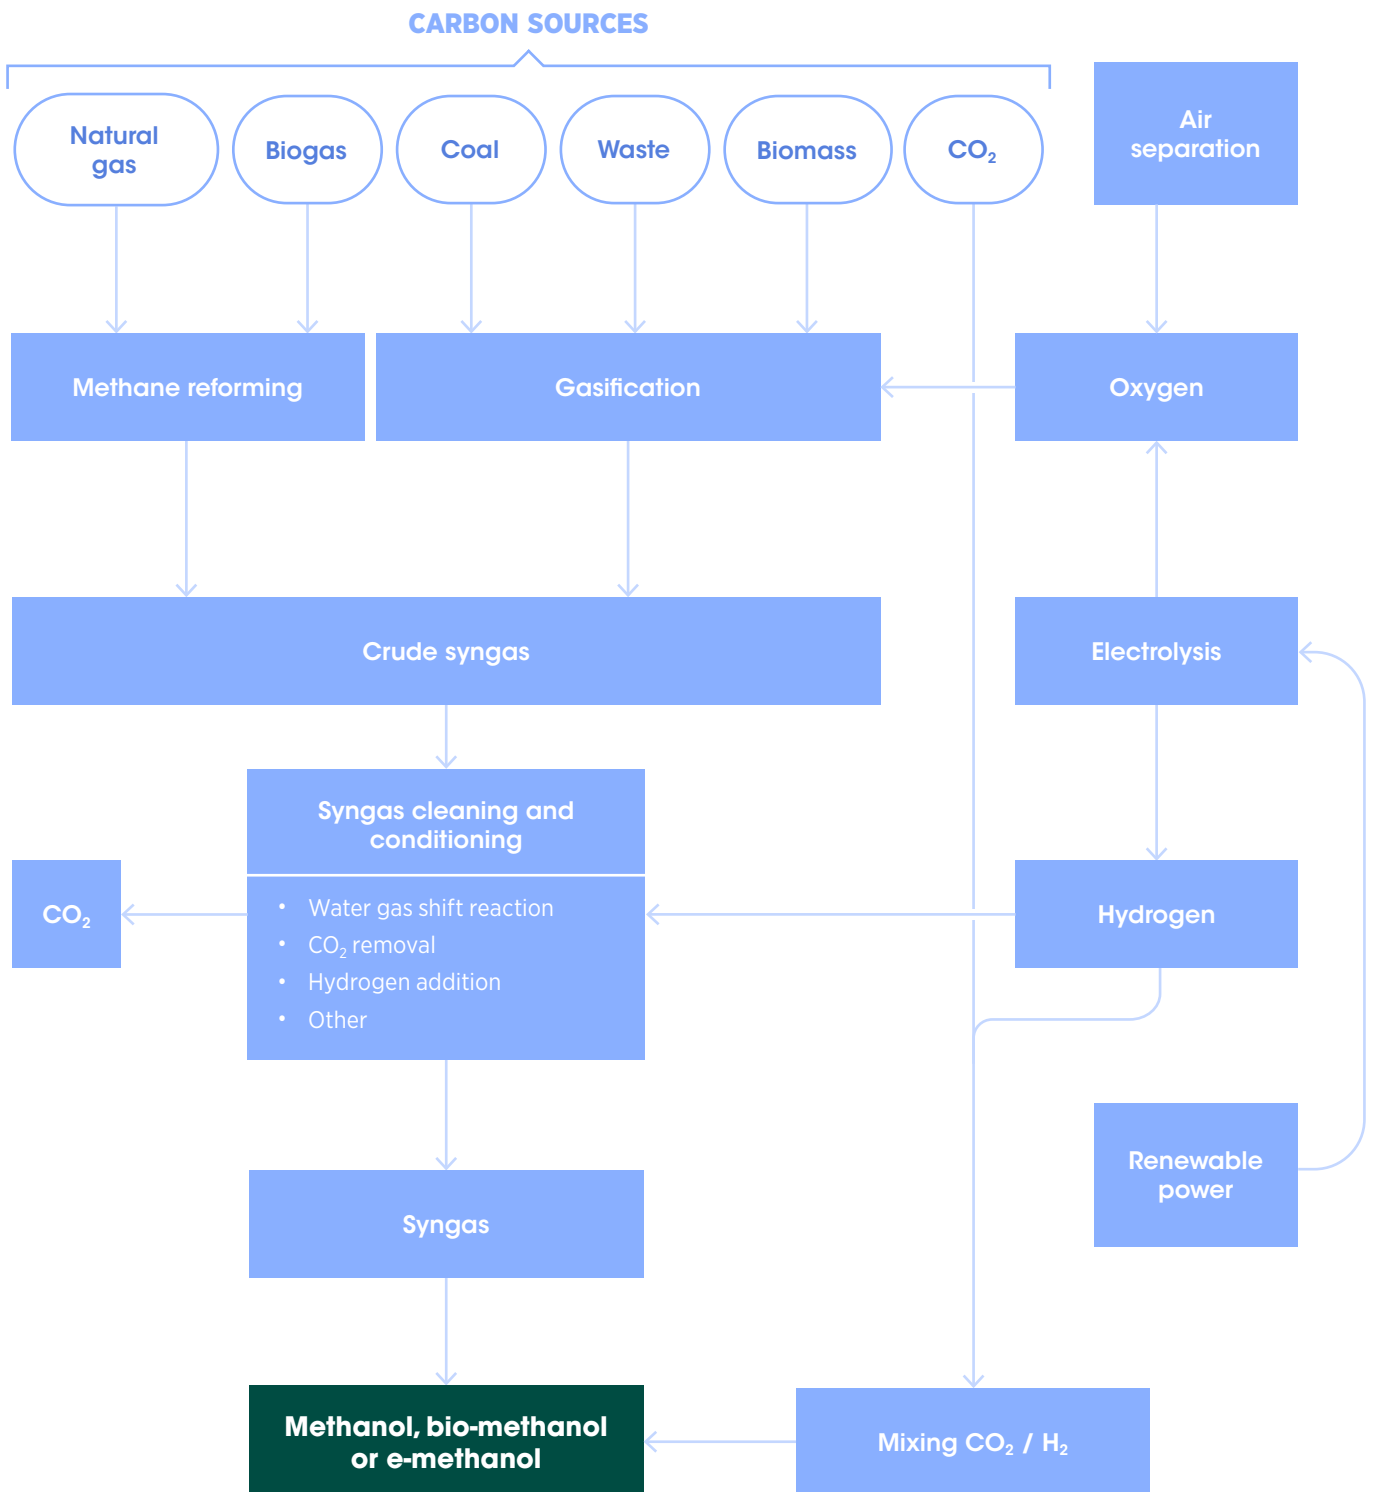 CARBON SOURCES
Natural
gas
Biogas
Coal
Waste
Biomass
CO₂
Air
separation
Methane reforming
Gasification
Oxygen
Crude syngas
Electrolysis
Syngas cleaning and
conditioning
• Water gas shift reaction
• CO₂ removal
• Hydrogen addition
• Other
CO₂
Hydrogen
Renewable
power
Syngas
Methanol, bio-methanol
or e-methanol
Mixing CO₂ / H₂